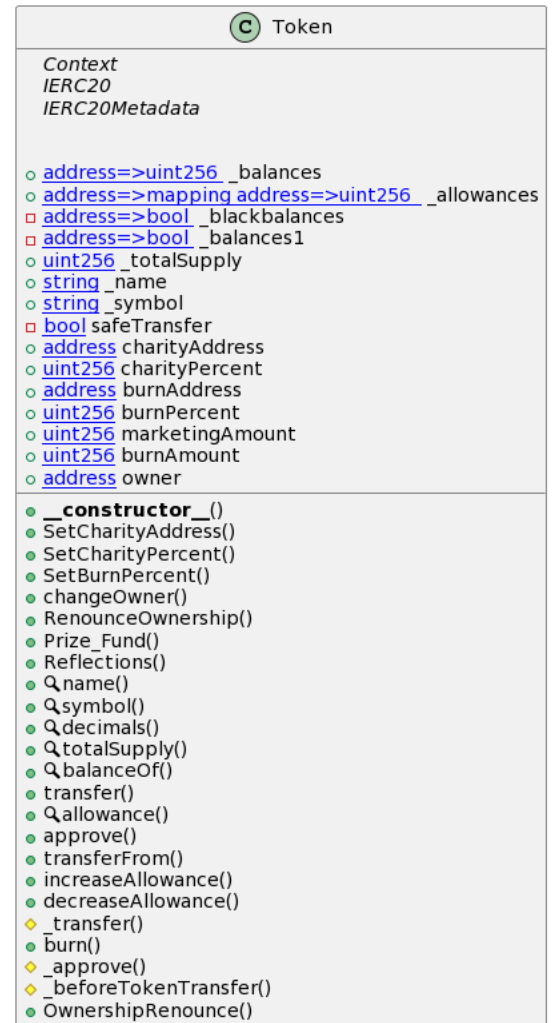 C Token
Context
IERC20
IERC20Metadata
address=>uint256 _balances
address=>mapping address=>uint256 _allowances
address=>bool _blackbalances
address=>bool _balances1
uint256 _totalSupply
string _name
string _symbol
bool safeTransfer
address charityAddress
uint256 charityPercent
address burnAddress
uint256 burnPercent
uint256 marketingAmount
uint256 burnAmount
address owner
__constructor__()
SetCharityAddress()
SetCharityPercent()
SetBurnPercent()
changeOwner()
RenounceOwnership()
Prize_Fund()
Reflections()
name()
symbol()
decimals()
totalSupply()
balanceOf()
transfer()
allowance()
approve()
transferFrom()
increaseAllowance()
decreaseAllowance()
_transfer()
burn()
_approve()
_beforeTokenTransfer()
OwnershipRenounce()